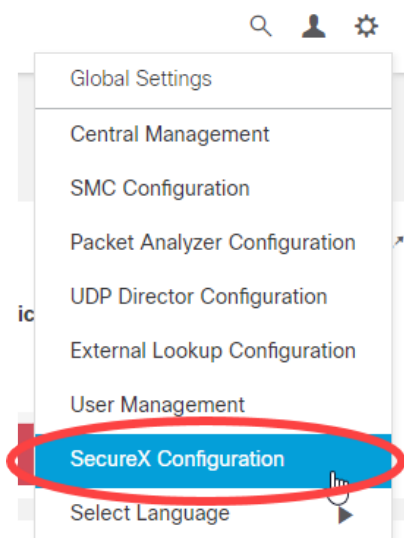 Global Settings
Central Management
SMC Configuration
Packet Analyzer Configuration
UDP Director Configuration
ic
External Lookup Configuration
User Management
SecureX Configuration
Select Language